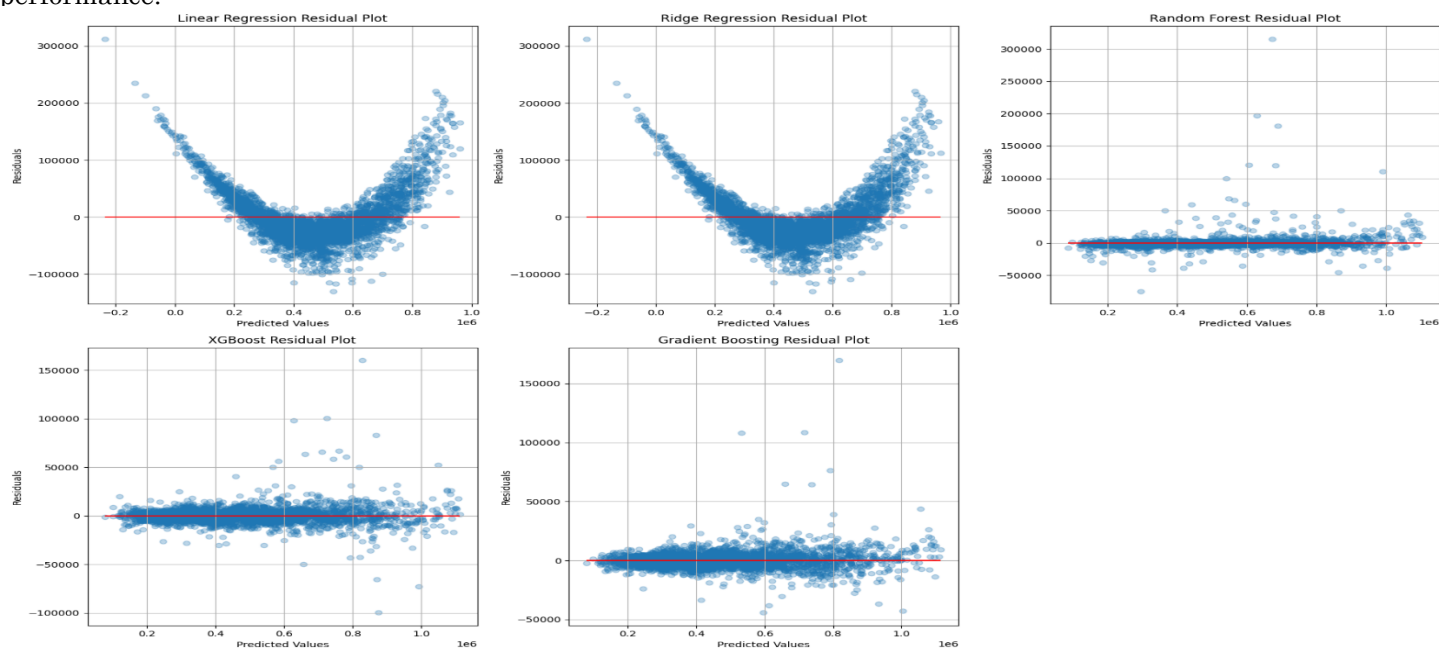 performance.
Linear Regression Residual Plot
300000
200000
100000
0
−100000
Residuals
−0.2 0.0 0.2 0.4 0.6 0.8 1.0
1e6
Predicted Values
Ridge Regression Residual Plot
300000
200000
100000
0
−100000
Residuals
−0.2 0.0 0.2 0.4 0.6 0.8
1e6
Predicted Values
Random Forest Residual Plot
300000
250000
200000
150000
100000
50000
0
−50000
Residuals
0.2 0.4 0.6 0.8 1.0
1e6
Predicted Values
XGBoost Residual Plot
150000
100000
50000
0
−50000
−100000
Residuals
0.2 0.4 0.6 0.8 1.0
1e6
Predicted Values
Gradient Boosting Residual Plot
150000
100000
50000
0
−50000
Residuals
0.2 0.4 0.6 0.8 1.0
1e6
Predicted Values